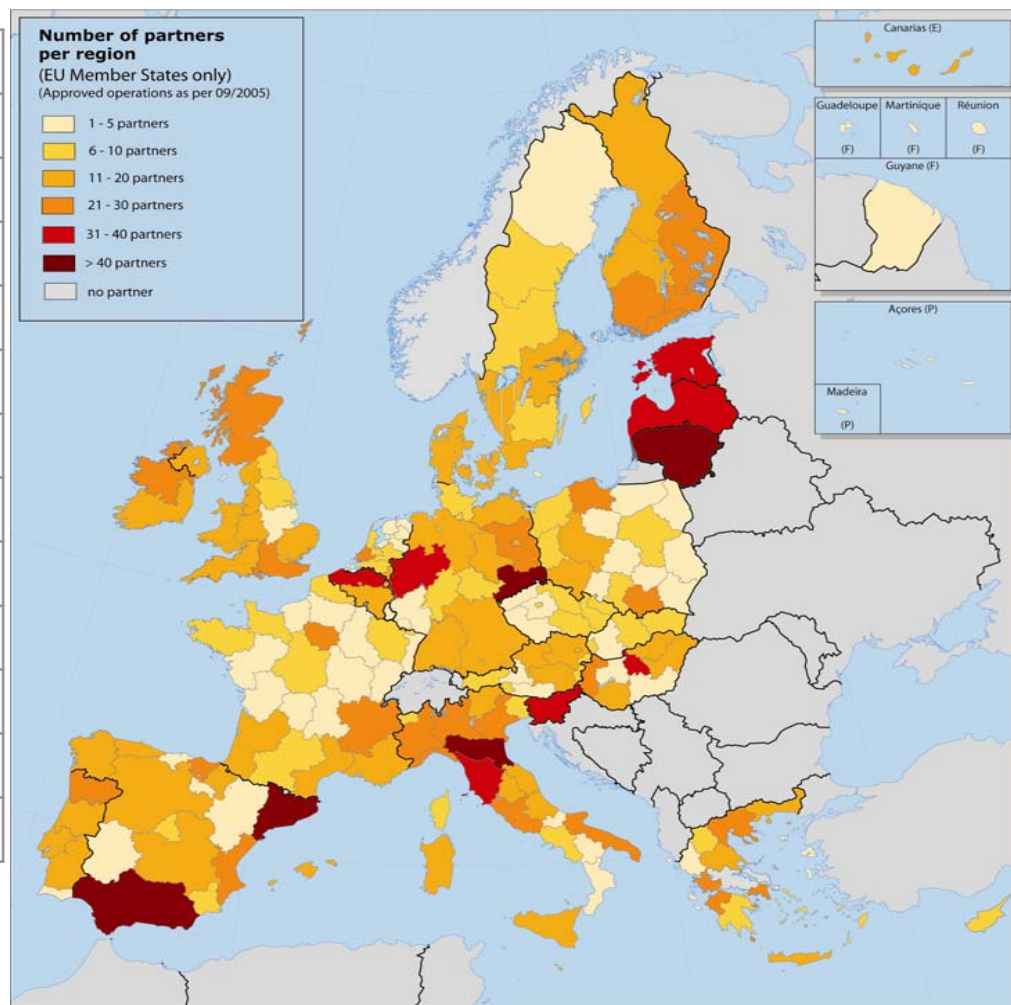 Number of partners
per region
(EU Member States only)
(Approved operations as per 09/2005)
1 - 5 partners
6 - 10 partners
11 - 20 partners
21 - 30 partners
31 - 40 partners
> 40 partners
no partner
Canarias (E)
Guadeloupe Martinique Réunion
(F) (F) (F)
Guyane (F)
Açores (P)
Madeira
(P)